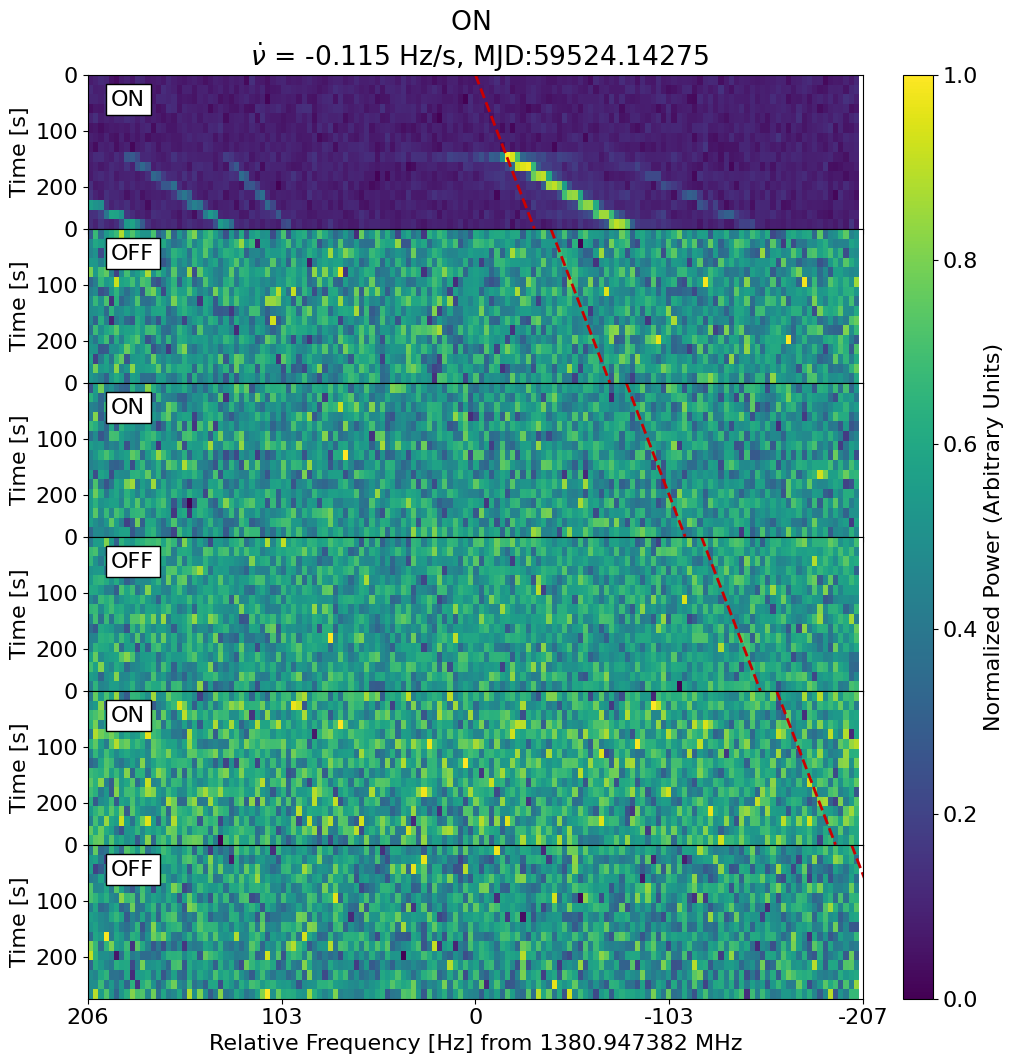 ON
ν̇ = -0.115 Hz/s, MJD:59524.14275
0
100
200
Time [s]
ON
0
100
200
Time [s]
OFF
0
100
200
Time [s]
ON
0
100
200
Time [s]
OFF
0
100
200
Time [s]
ON
0
100
200
Time [s]
OFF
206 103 0 -103 -207
Relative Frequency [Hz] from 1380.947382 MHz
1.0
0.8
0.6
0.4
0.2
0.0
Normalized Power (Arbitrary Units)